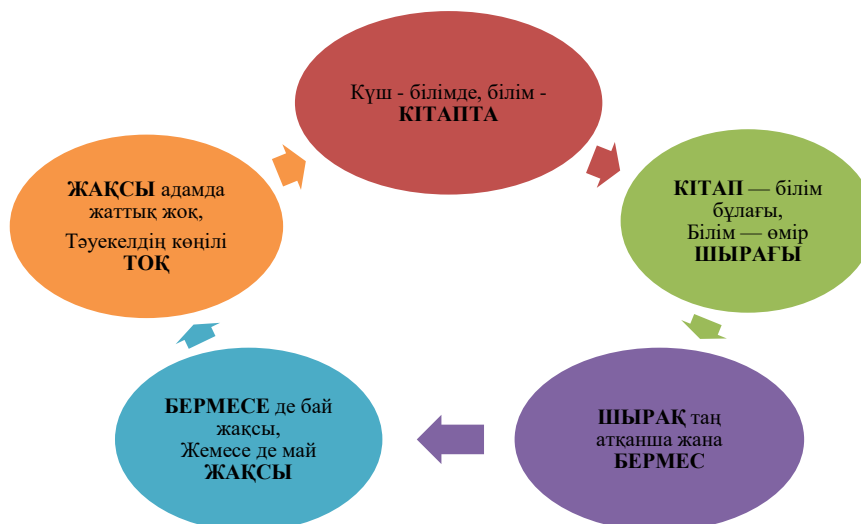 Күш - білімде, білім -
КІТАПТА
КІТАП — білім
бұлағы,
Білім — өмір
ШЫРАҒЫ
ШЫРАҚ таң
атқанша жана
БЕРМЕС
БЕРМЕСЕ де бай
жақсы,
Жемесе де май
ЖАҚСЫ
ЖАҚСЫ адамда
жаттық жоқ,
Тәуекелдің көңілі
ТОҚ